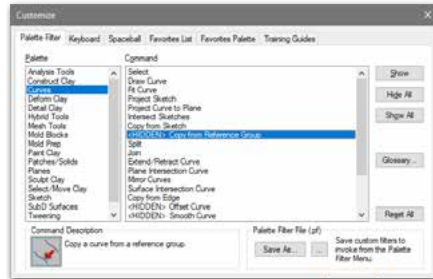 Customize
Palette Filter Keyboard Spaceball Favorites List Favorites Palette Training Guides
Palette
Analysis Tools
Construct Clay
Curves
Deform Clay
Detail Clay
Hybrid Tools
Mesh Tools
Mold Blocks
Mold Prep
Paint Clay
Patches/Solids
Planes
Sculpt Clay
Select/Move Clay
Sketch
SubD Surfaces
Tweening
Command
Select
Draw Curve
Fit Curve
Project Sketch
Project Curve to Plane
Intersect Sketches
Copy from Sketch
<HIDDEN> Copy from Reference Group
Split
Join
Extend/Retract Curve
Plane Intersection Curve
Mirror Curves
Surface Intersection Curve
Copy from Edge
<HIDDEN> Offset Curve
<HIDDEN> Smooth Curve
Show
Hide All
Show All
Glossary...
Reset All
Command Description
Copy a curve from a reference group.
Palette Filter File (.pf)
Save As...
...
Save custom filters to
invoke from the Palette
Filter Menu.